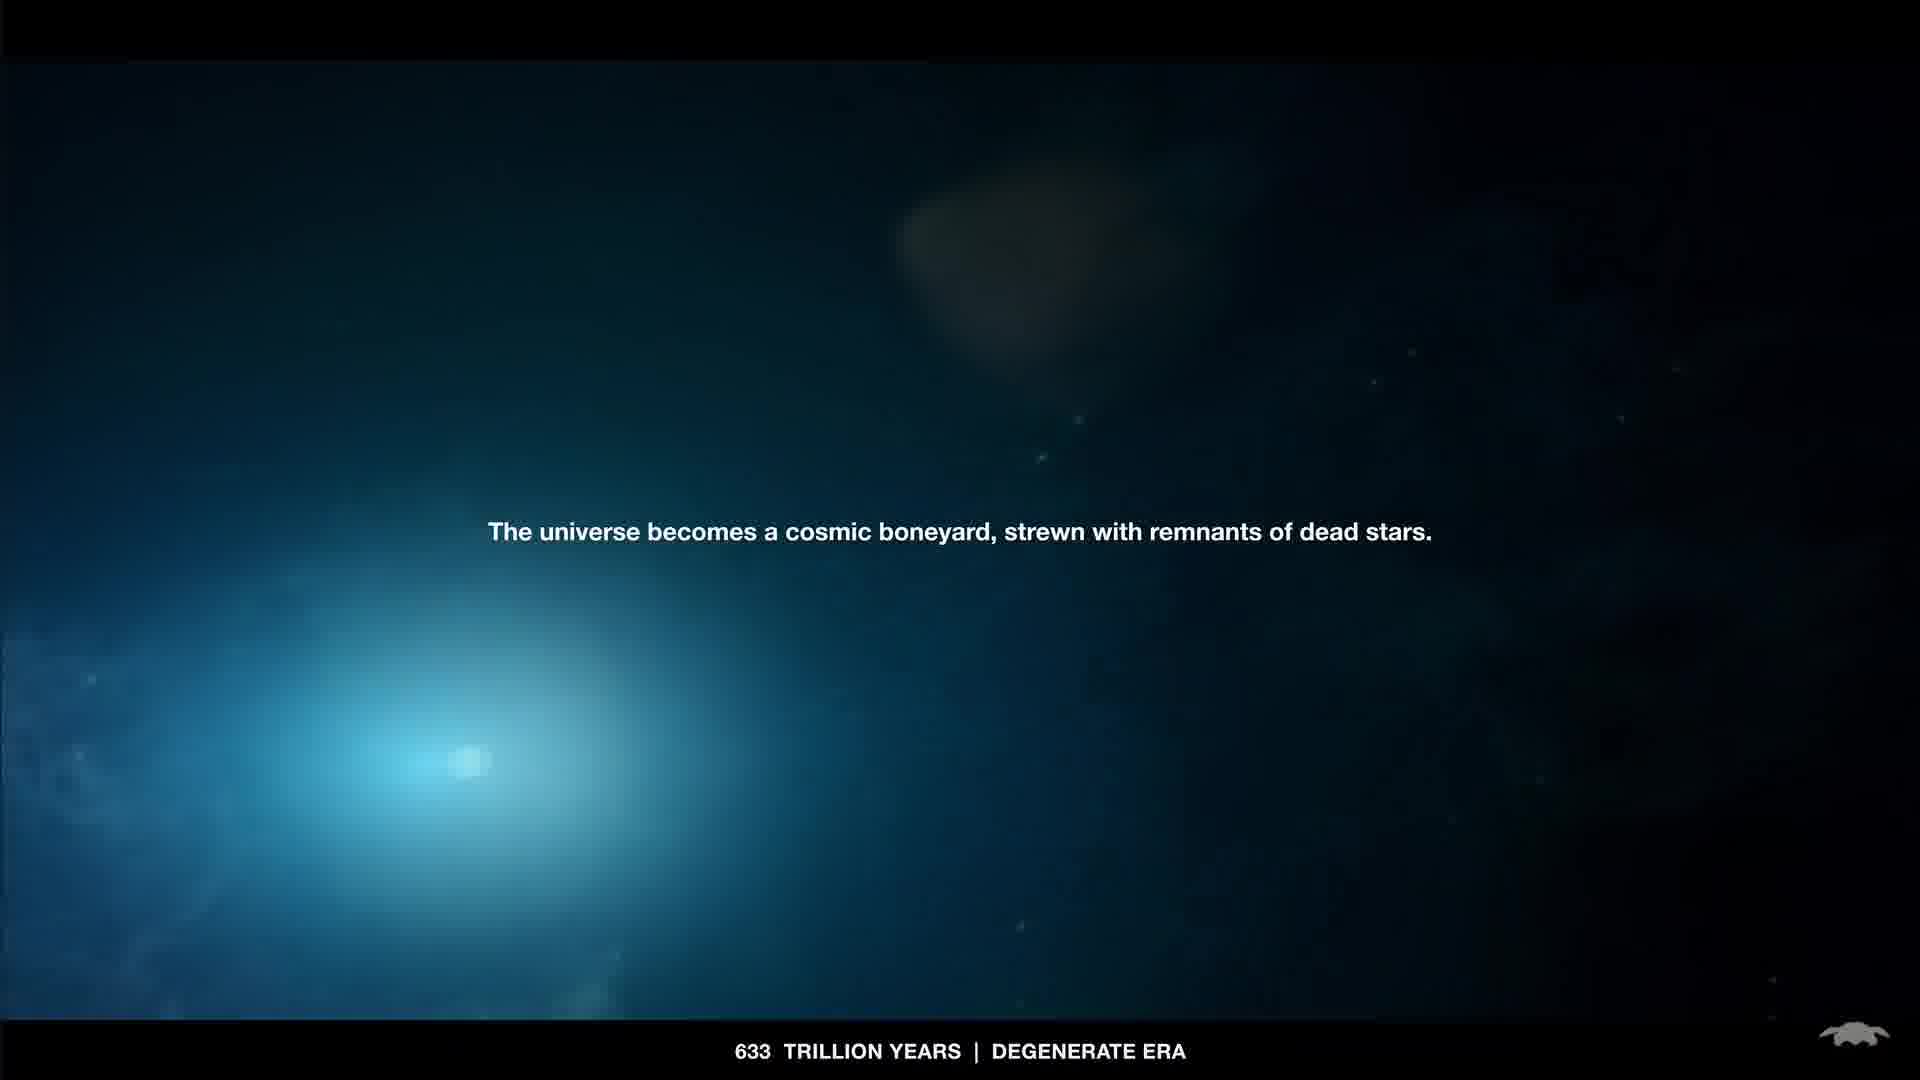 The universe becomes a cosmic boneyard, strewn with remnants of dead stars.
633 TRILLION YEARS | DEGENERATE ERA